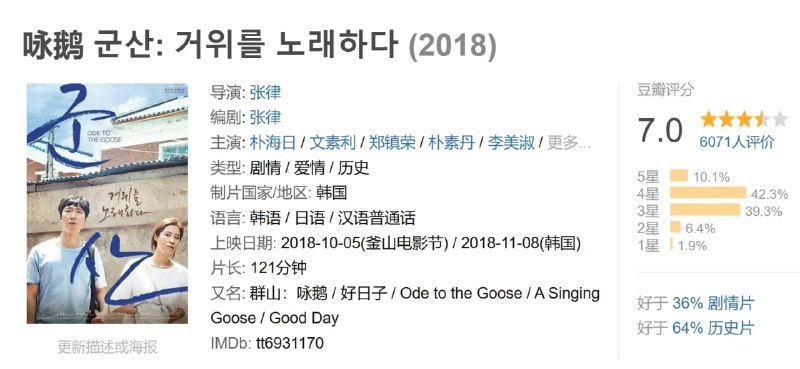 咏鹅 군산: 거위를 노래하다 (2018)
군
ODE TO
THE GOOSE
거위를
노래하다
산
更新描述或海报
导演: 张律
编剧: 张律
主演: 朴海日 / 文素利 / 郑镇荣 / 朴素丹 / 李美淑 / 更多...
类型: 剧情 / 爱情 / 历史
制片国家/地区: 韩国
语言: 韩语 / 日语 / 汉语普通话
上映日期: 2018-10-05(釜山电影节) / 2018-11-08(韩国)
片长: 121分钟
又名: 群山：咏鹅 / 好日子 / Ode to the Goose / A Singing
Goose / Good Day
IMDb: tt6931170
豆瓣评分
7.0
6071人评价
5星 10.1%
4星 42.3%
3星 39.3%
2星 6.4%
1星 1.9%
好于 36% 剧情片
好于 64% 历史片